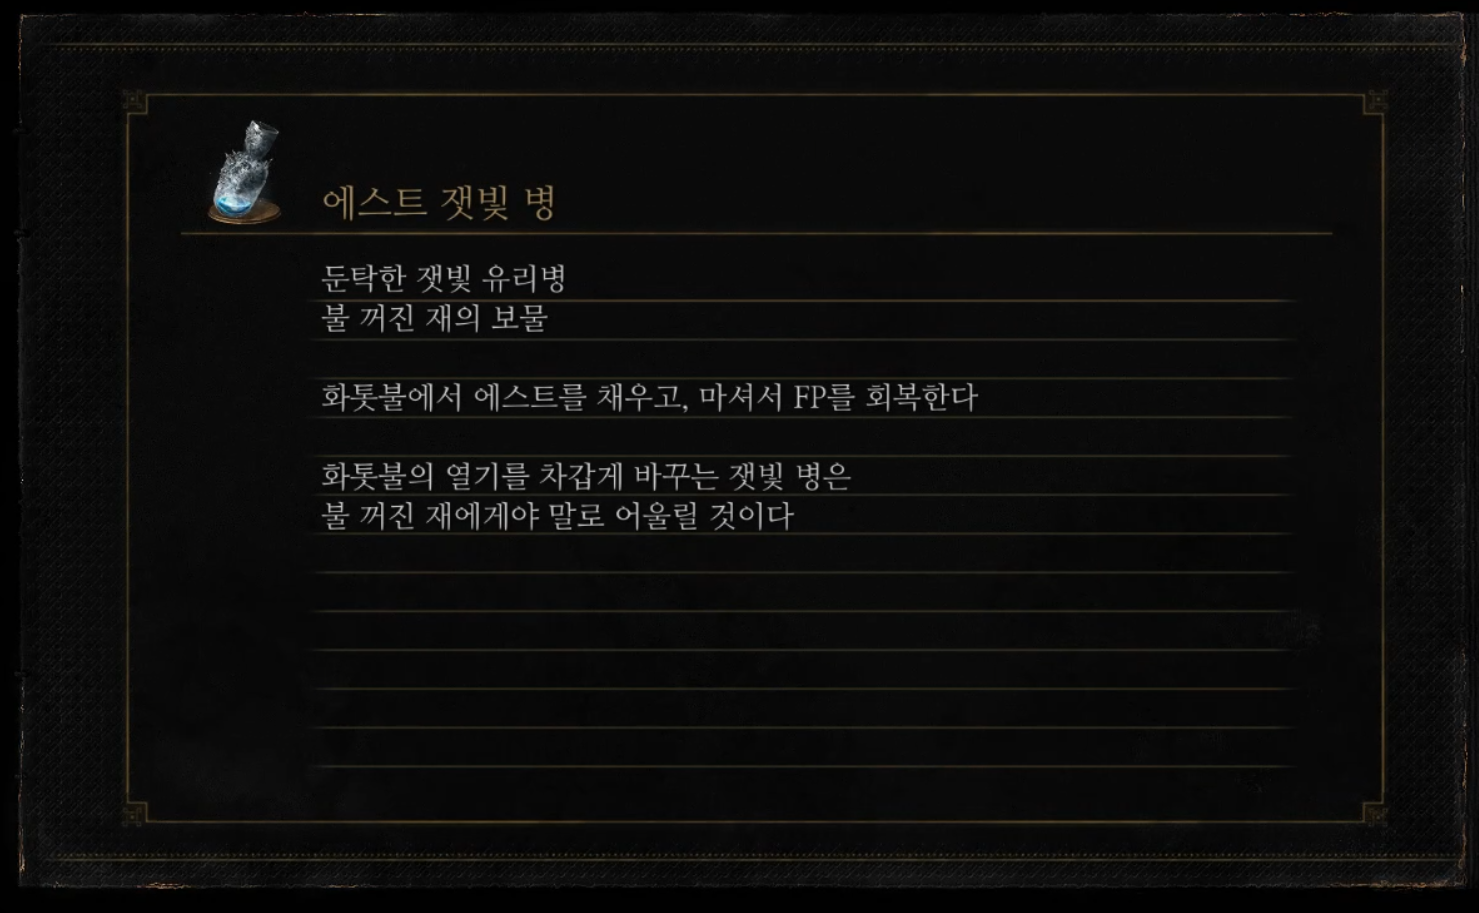 에스트 잿빛 병
둔탁한 잿빛 유리병
불 꺼진 재의 보물
화톳불에서 에스트를 채우고, 마셔서 FP를 회복한다
화톳불의 열기를 차갑게 바꾸는 잿빛 병은
불 꺼진 재에게야 말로 어울릴 것이다